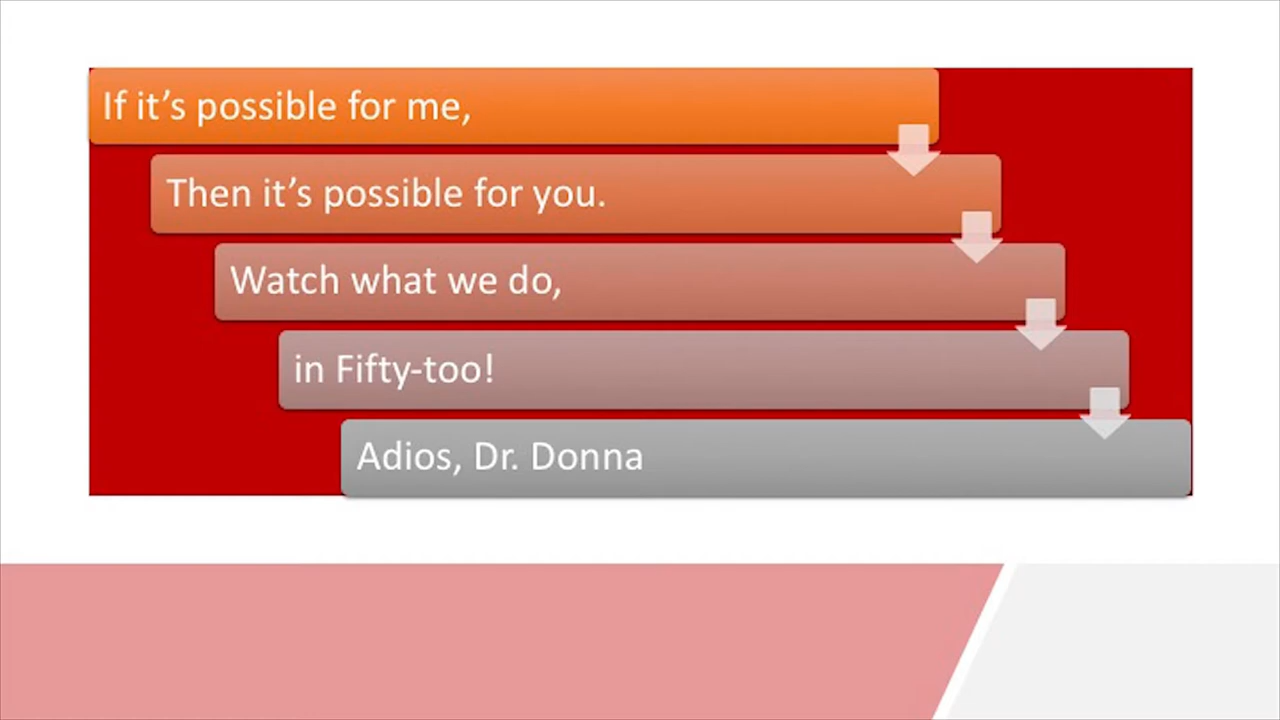 If it’s possible for me,
Then it’s possible for you.
Watch what we do,
in Fifty-too!
Adios, Dr. Donna